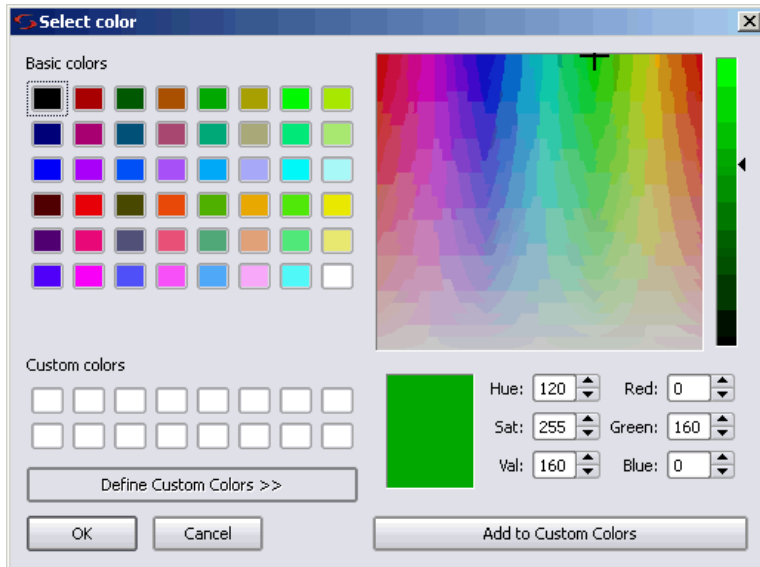 Select color
Basic colors
Custom colors
Hue: 120 Red: 0
Sat: 255 Green: 160
Val: 160 Blue: 0
Define Custom Colors >>
OK Cancel Add to Custom Colors